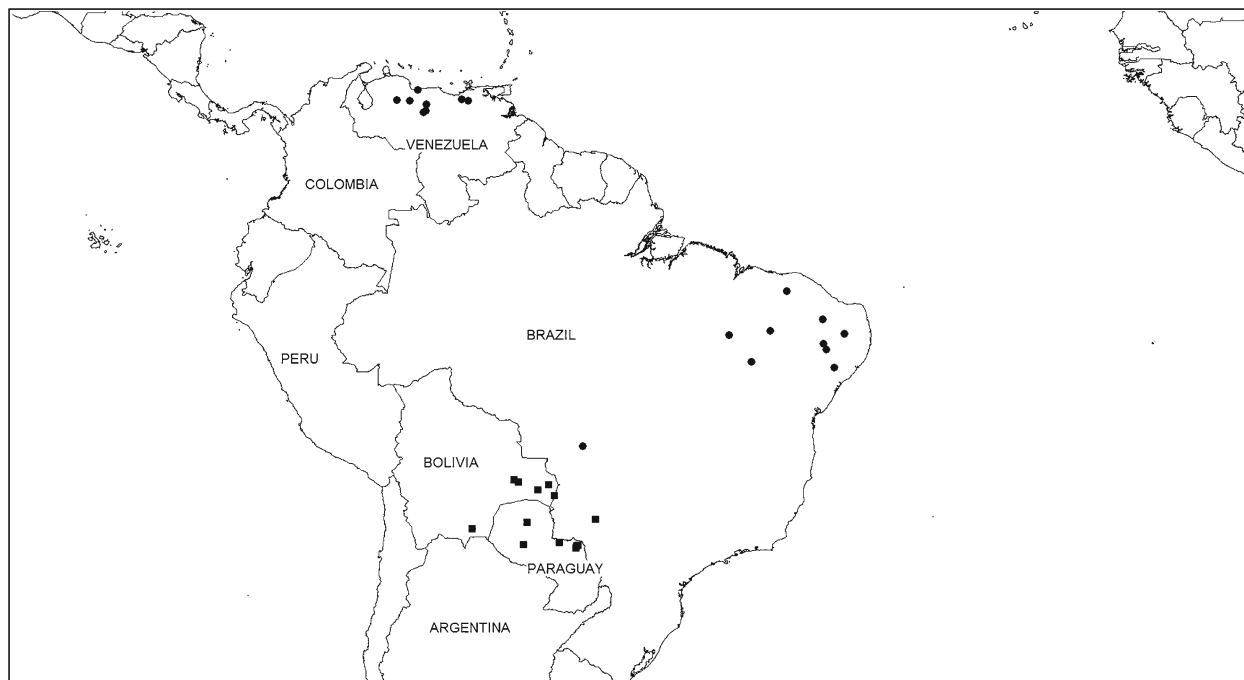 VENEZUELA
COLOMBIA
BRAZIL
PERU
BOLIVIA
PARAGUAY
ARGENTINA